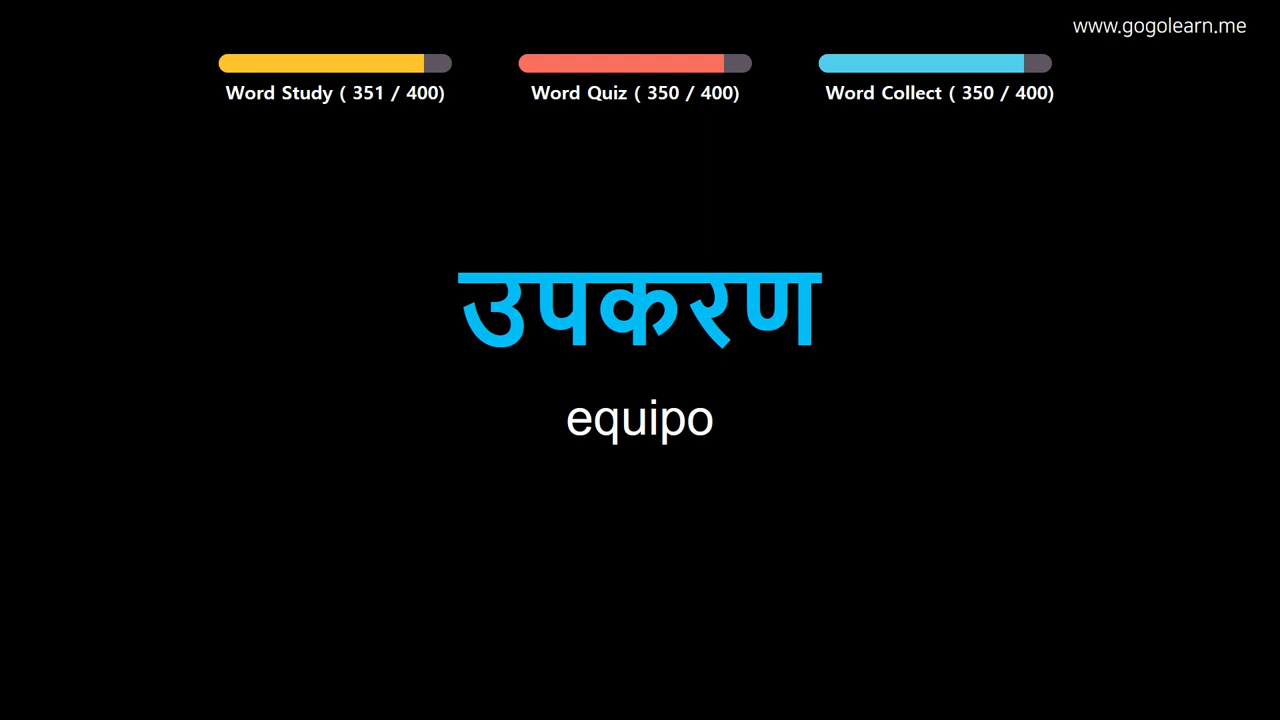 www.gogolearn.me
Word Study ( 351 / 400)
Word Quiz ( 350 / 400)
Word Collect ( 350 / 400)
उपकरण
equipo